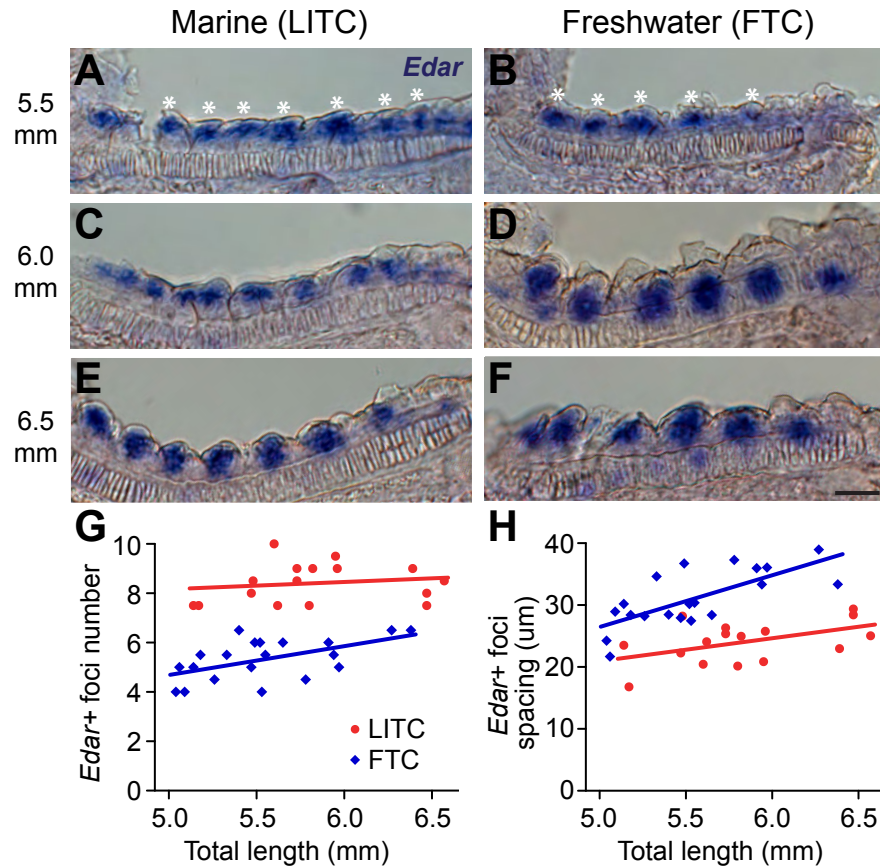 Marine (LITC)
Freshwater (FTC)
A
Edar
* * * * * * *
B
* * * * *
5.5
mm
C
D
6.0
mm
E
F
6.5
mm
G
H
Edar+ foci number
10
8
6
4
2
0
LITC
FTC
5.0 5.5 6.0 6.5
Total length (mm)
Edar+ foci
spacing (um)
40
30
20
10
0
5.0 5.5 6.0 6.5
Total length (mm)